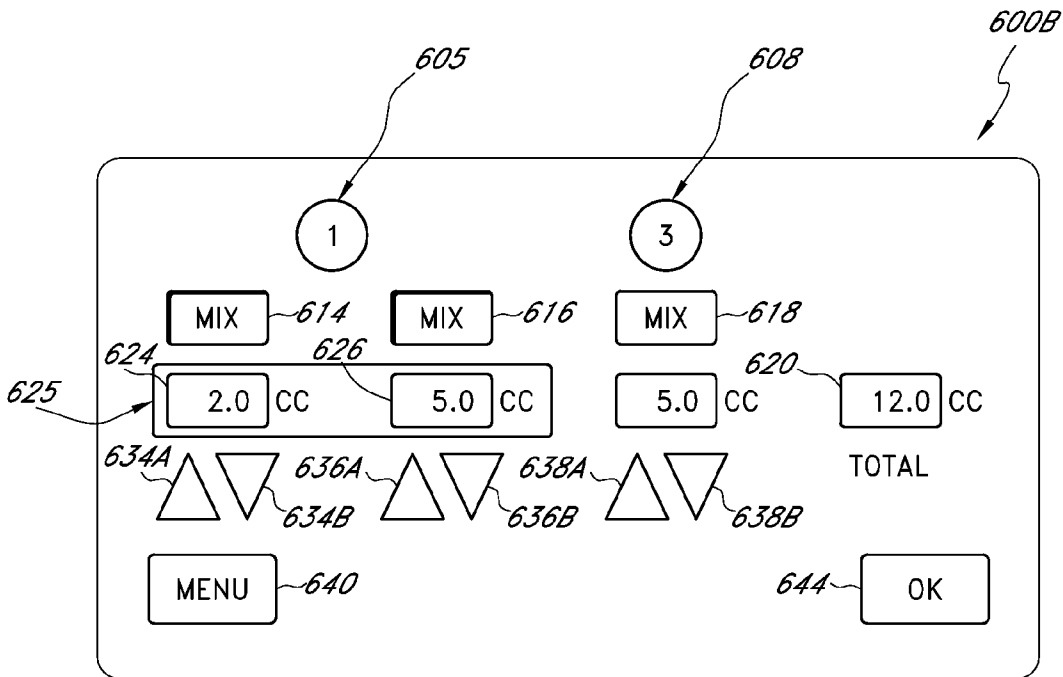 600B
605
608
1
3
MIX
614
MIX
616
MIX
618
624
626
620
625
2.0 CC
5.0 CC
5.0 CC
12.0 CC
634A
634B
636A
636B
638A
638B
TOTAL
MENU
640
644
OK